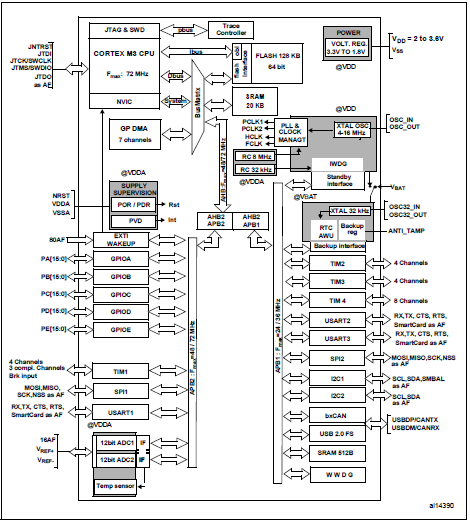 JTAG & SWD
pbus
Trace
Controller
POWER
VOLT. REG.
3.3V TO 1.8V
VDD = 2 to 3.6V
VSS
@VDD
JNTRST
JTDI
JTCK/SWCLK
JTMS/SWDIO
JTDO
as AF
CORTEX M3 CPU
Fmax: 72 MHz
NVIC
Ibus
Dbus
System
BusMatrix
flash obl
Interface
FLASH 128 KB
64 bit
SRAM
20 KB
GP DMA
7 channels
@VDD
PCLK1
PCLK2
HCLK
FCLK
PLL &
CLOCK
MANAGT
XTAL OSC
4-16 MHz
OSC_IN
OSC_OUT
RC 8 MHz
RC 32 kHz
IWDG
@VDDA
Standby
interface
VBAT
@VBAT
XTAL 32 kHz
OSC32_IN
OSC32_OUT
RTC
AWU
Backup
reg
ANTI_TAMP
Backup interface
@VDDA
SUPPLY
SUPERVISION
NRST
VDDA
VSSA
POR / PDR
Rst
PVD
Int
AHB: Fmax=48/72 MHz
AHB2
APB2
AHB2
APB1
80AF
EXTI
WAKEUP
PA[15:0]
GPIOA
PB[15:0]
GPIOB
PC[15:0]
GPIOC
PD[15:0]
GPIOD
PE[15:0]
GPIOE
APB2 : Fmax=48 / 72 MHz
APB1 : Fmax=24 / 36 MHz
TIM2
4 Channels
TIM3
4 Channels
TIM 4
8 Channels
USART2
RX,TX, CTS, RTS,
SmartCard as AF
USART3
RX,TX, CTS, RTS,
SmartCard as AF
SPI2
MOSI,MISO,SCK,NSS
as AF
I2C1
SCL,SDA,SMBAL
as AF
I2C2
SCL,SDA
as AF
bxCAN
USBDP/CANTX
USBDM/CANRX
USB 2.0 FS
SRAM 512B
W W D G
4 Channels
3 compl. Channels
Brk input
TIM1
MOSI,MISO,
SCK,NSS as AF
SPI1
RX,TX, CTS, RTS,
SmartCard as AF
USART1
@VDDA
16AF
VREF+
VREF-
12bit ADC1
IF
12bit ADC2
IF
Temp sensor
ai14390